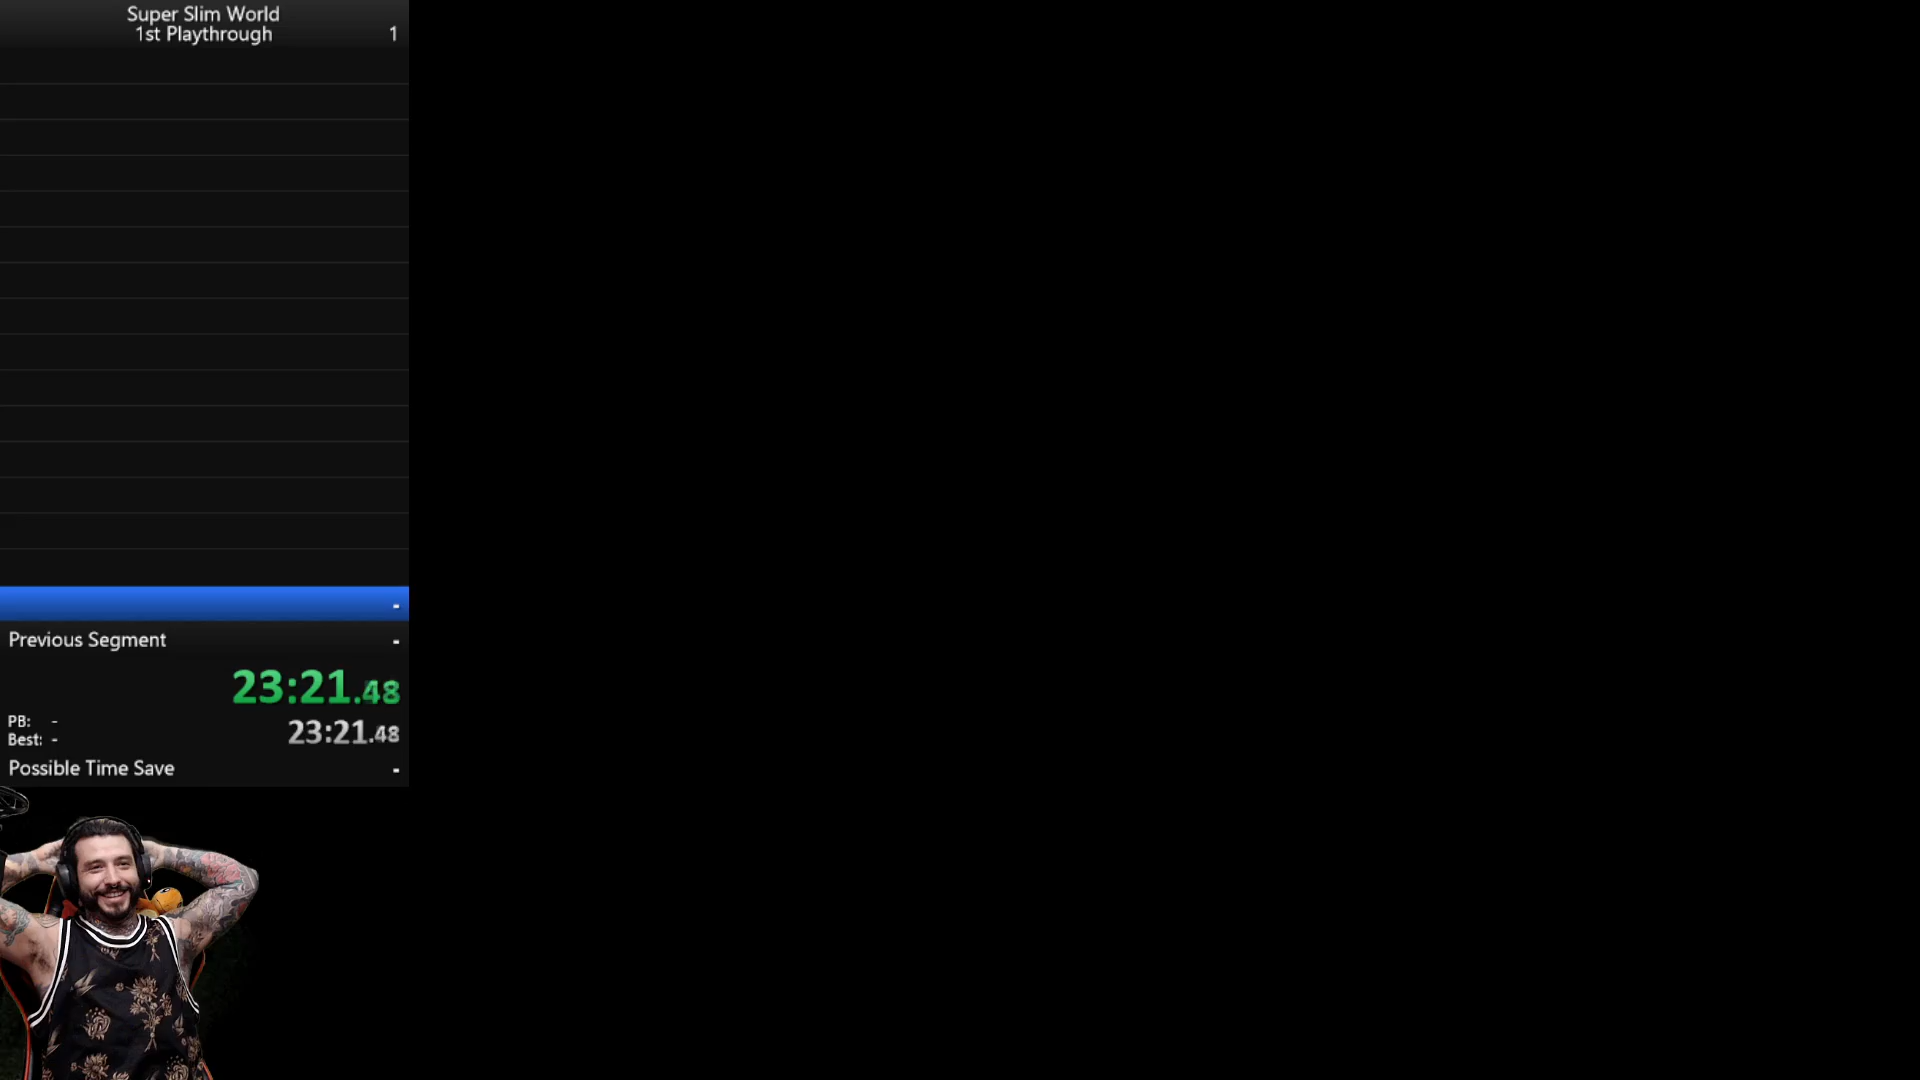 Super Slim World
1st Playthrough 1
-
Previous Segment -
23:21.48
PB: -
23:21.48
Best: -
Possible Time Save -